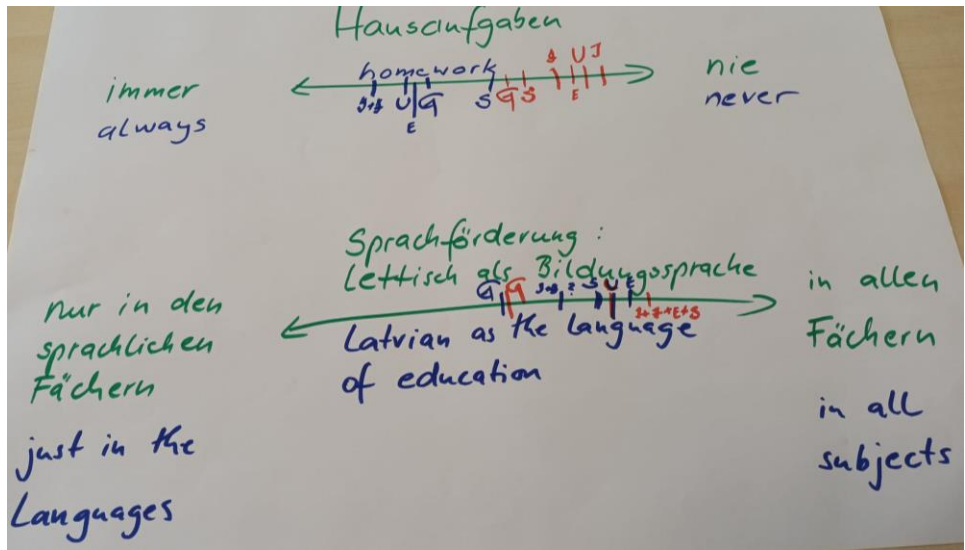 Hausaufgaben
homework
immer
always
nie
never
U G S G S U J
E E
Sprachförderung:
Lettisch als Bildungssprache
G G S U E
Latvian as the language
of education
nur in den
sprachlichen
Fächern
just in the
Languages
in allen
Fächern
in all
subjects